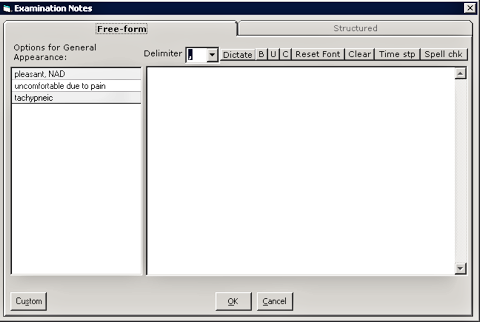 Examination Notes
Free-form
Structured
Options for General
Appearance:
Delimiter , Dictate B U C Reset Font Clear Time stp Spell chk
pleasant, NAD
uncomfortable due to pain
tachypneic
Custom
OK
Cancel